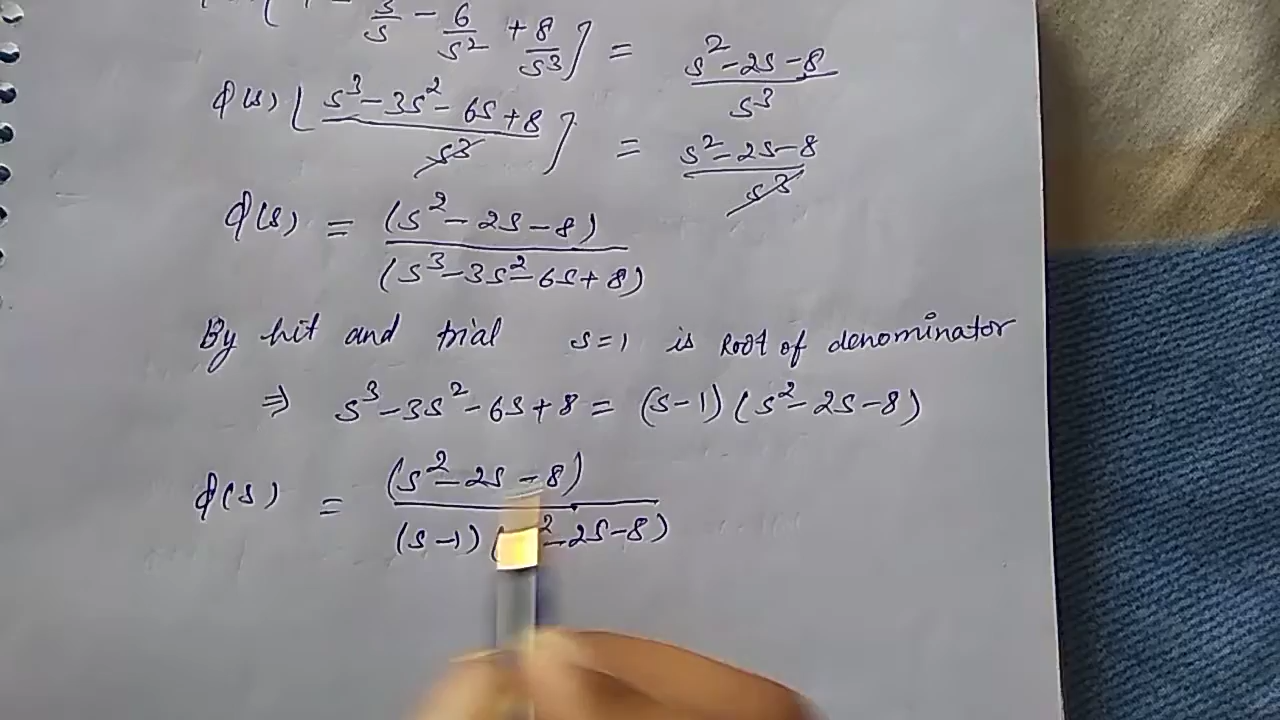 3/s - 6/s² + 8/s³] = (s² - 2s - 8)/s³
φ(s) [(s³ - 3s² - 6s + 8)/s³] = (s² - 2s - 8)/s³
φ(s) = (s² - 2s - 8)/(s³ - 3s² - 6s + 8)
By hit and trial s = 1 is root of denominator
⇒ s³ - 3s² - 6s + 8 = (s - 1)(s² - 2s - 8)
φ(s) = (s² - 2s - 8)/(s - 1)( ² - 2s - 8)